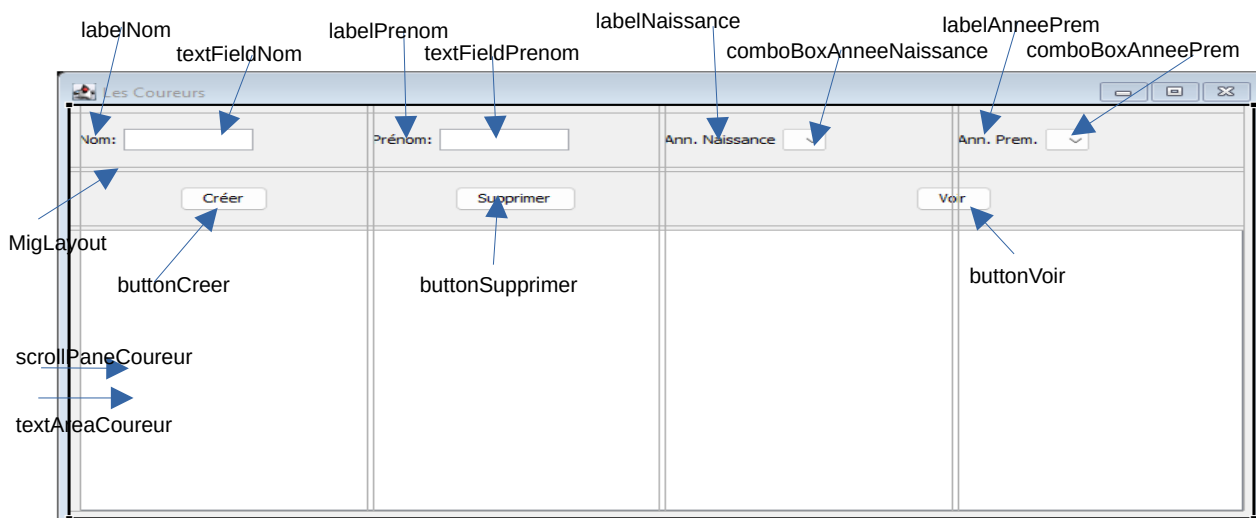 labelNom labelPrenom labelNaissance labelAnneePrem
textFieldNom textFieldPrenom comboBoxAnneeNaissance comboBoxAnneePrem
Les Coureurs
Nom: Prénom: Ann. Naissance Ann. Prem.
Créer Supprimer Voir
MigLayout
buttonCreer buttonSupprimer buttonVoir
scrollPaneCoureur
textAreaCoureur